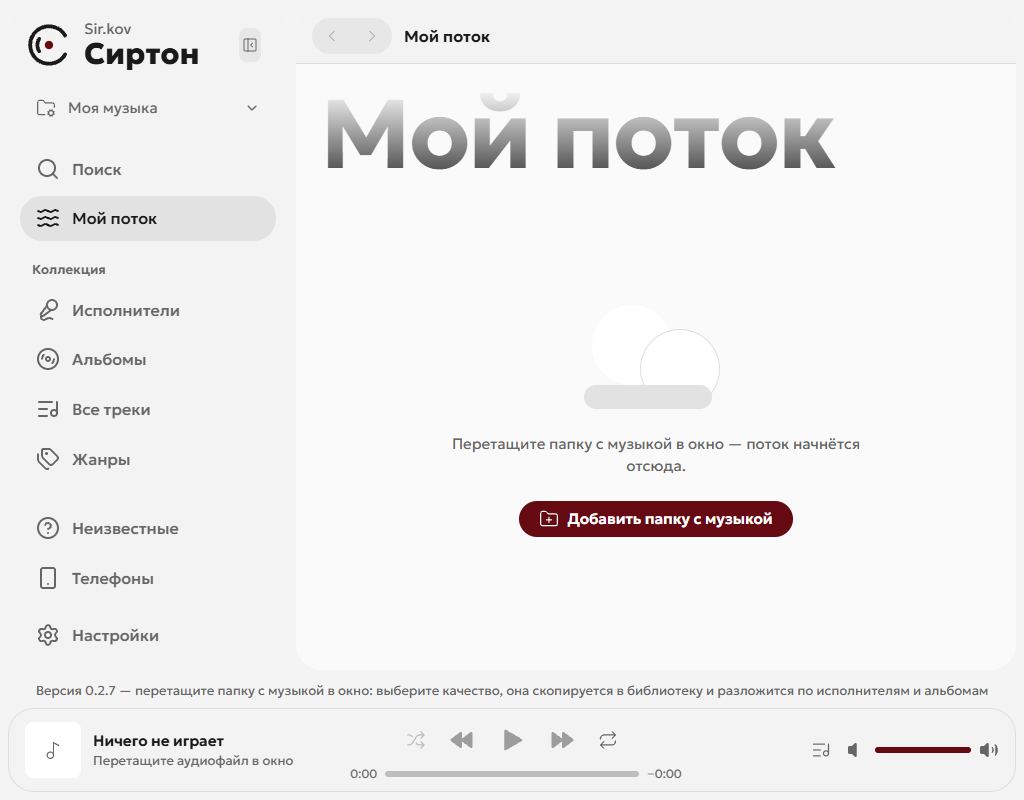 Sir.kov
Сиртон
Моя музыка
Поиск
Мой поток
Коллекция
Исполнители
Альбомы
Все треки
Жанры
Неизвестные
Телефоны
Настройки
Мой поток
Мой поток
Перетащите папку с музыкой в окно — поток начнётся
отсюда.
Добавить папку с музыкой
Версия 0.2.7 — перетащите папку с музыкой в окно: выберите качество, она скопируется в библиотеку и разложится по исполнителям и альбомам
Ничего не играет
Перетащите аудиофайл в окно
0:00
−0:00